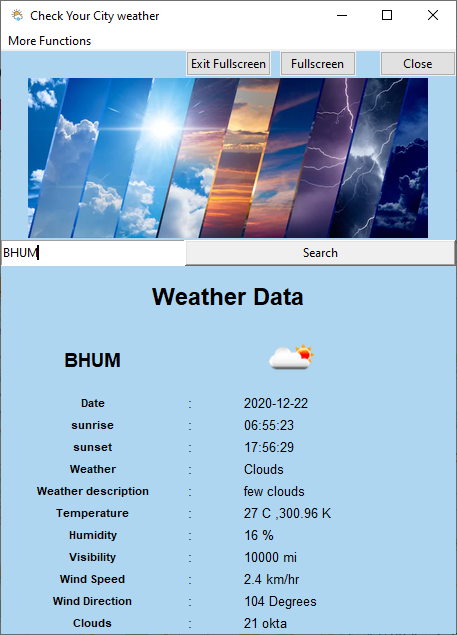 Check Your City weather
More Functions
Exit Fullscreen Fullscreen Close
BHUM Search
Weather Data
BHUM
Date : 2020-12-22
sunrise : 06:55:23
sunset : 17:56:29
Weather : Clouds
Weather description : few clouds
Temperature : 27 C ,300.96 K
Humidity : 16 %
Visibility : 10000 mi
Wind Speed : 2.4 km/hr
Wind Direction : 104 Degrees
Clouds : 21 okta